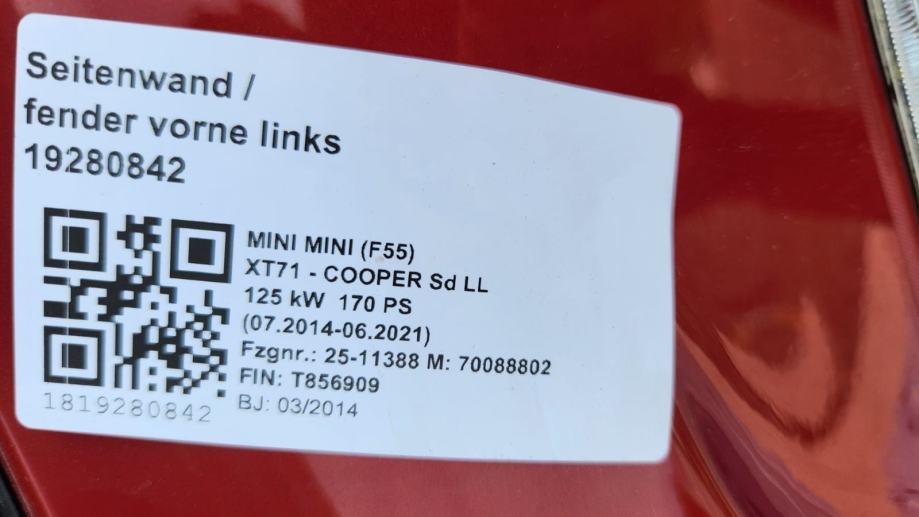 Seitenwand /
fender vorne links
19280842
MINI MINI (F55)
XT71 - COOPER Sd LL
125 kW 170 PS
(07.2014-06.2021)
Fzgnr.: 25-11388 M: 70088802
FIN: T856909
BJ: 03/2014
1819280842